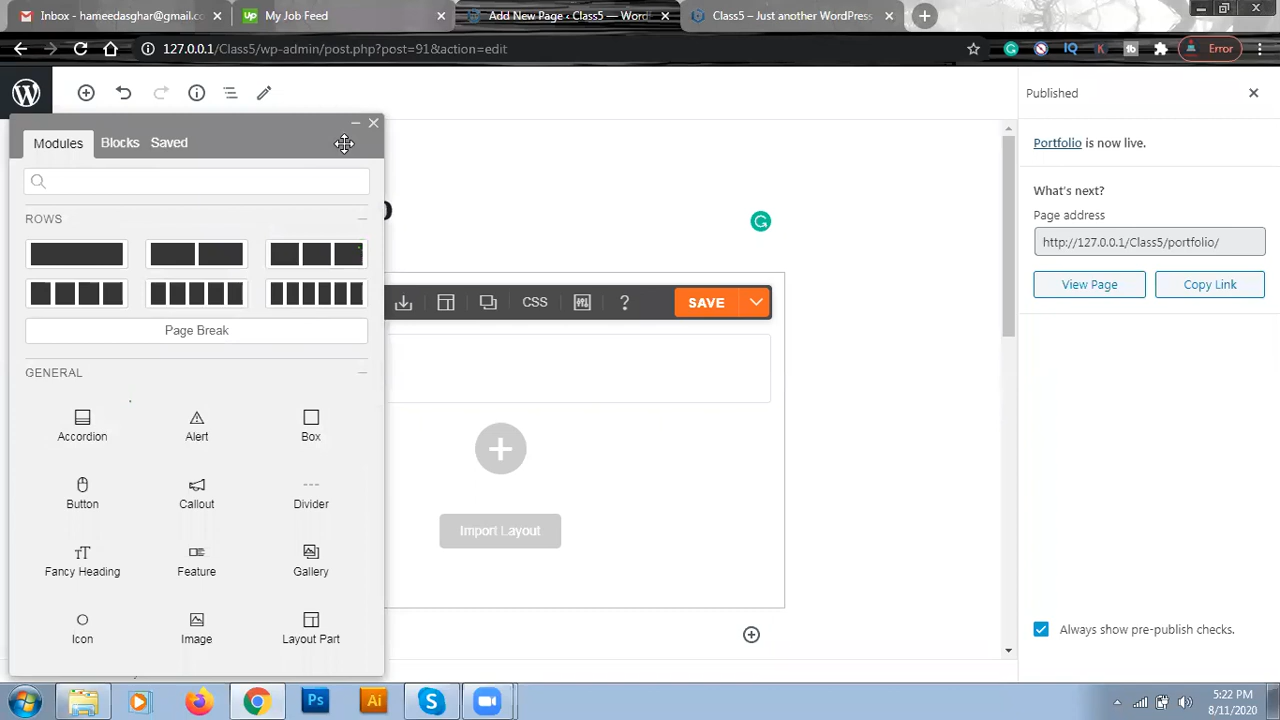 hameedasghar@gmail
My Job Feed
Add New Page ‹ Class5 — Word
Class5 – Just another WordPress
127.0.0.1/Class5/wp-admin/post.php?post=91&action=edit
Error
Published
Modules
Blocks
Saved
Portfolio is now live.
What's next?
Page address
http://127.0.0.1/Class5/portfolio/
View Page
Copy Link
ROWS
Page Break
CSS
?
SAVE
GENERAL
Accordion
Alert
Box
Button
Callout
Divider
Import Layout
Fancy Heading
Feature
Gallery
Icon
Image
Layout Part
Always show pre-publish checks.
5:22 PM
8/11/2020